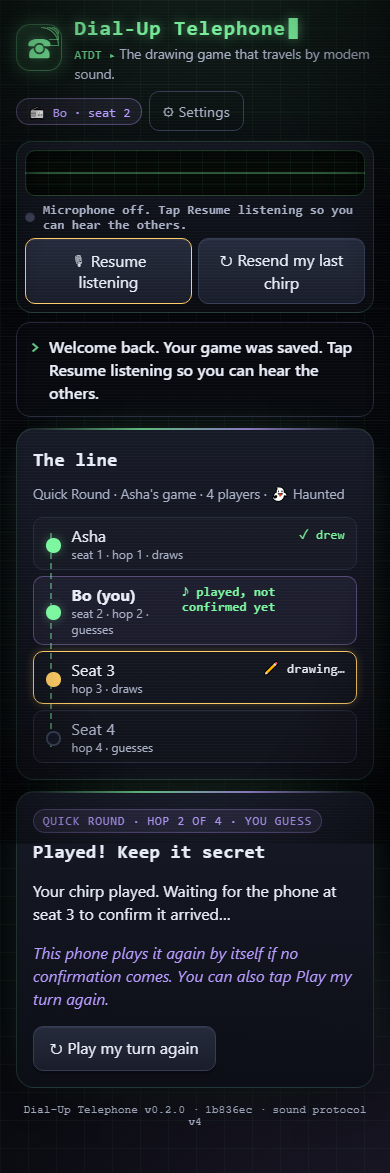 Dial-Up Telephone
ATDT ▸ The drawing game that travels by modem
sound.
📻 Bo · seat 2
⚙ Settings
Microphone off. Tap Resume listening so you
can hear the others.
🎙 Resume
listening
↻ Resend my last
chirp
> Welcome back. Your game was saved. Tap
Resume listening so you can hear the
others.
The line
Quick Round · Asha's game · 4 players · 👻 Haunted
Asha
✓ drew
seat 1 · hop 1 · draws
Bo (you)
♪ played, not
confirmed yet
seat 2 · hop 2 ·
guesses
Seat 3
✏️ drawing…
hop 3 · draws
Seat 4
hop 4 · guesses
QUICK ROUND · HOP 2 OF 4 · YOU GUESS
Played! Keep it secret
Your chirp played. Waiting for the phone at
seat 3 to confirm it arrived…
This phone plays it again by itself if no
confirmation comes. You can also tap Play my
turn again.
↻ Play my turn again
Dial-Up Telephone v0.2.0 · 1b836ec · sound protocol
v4